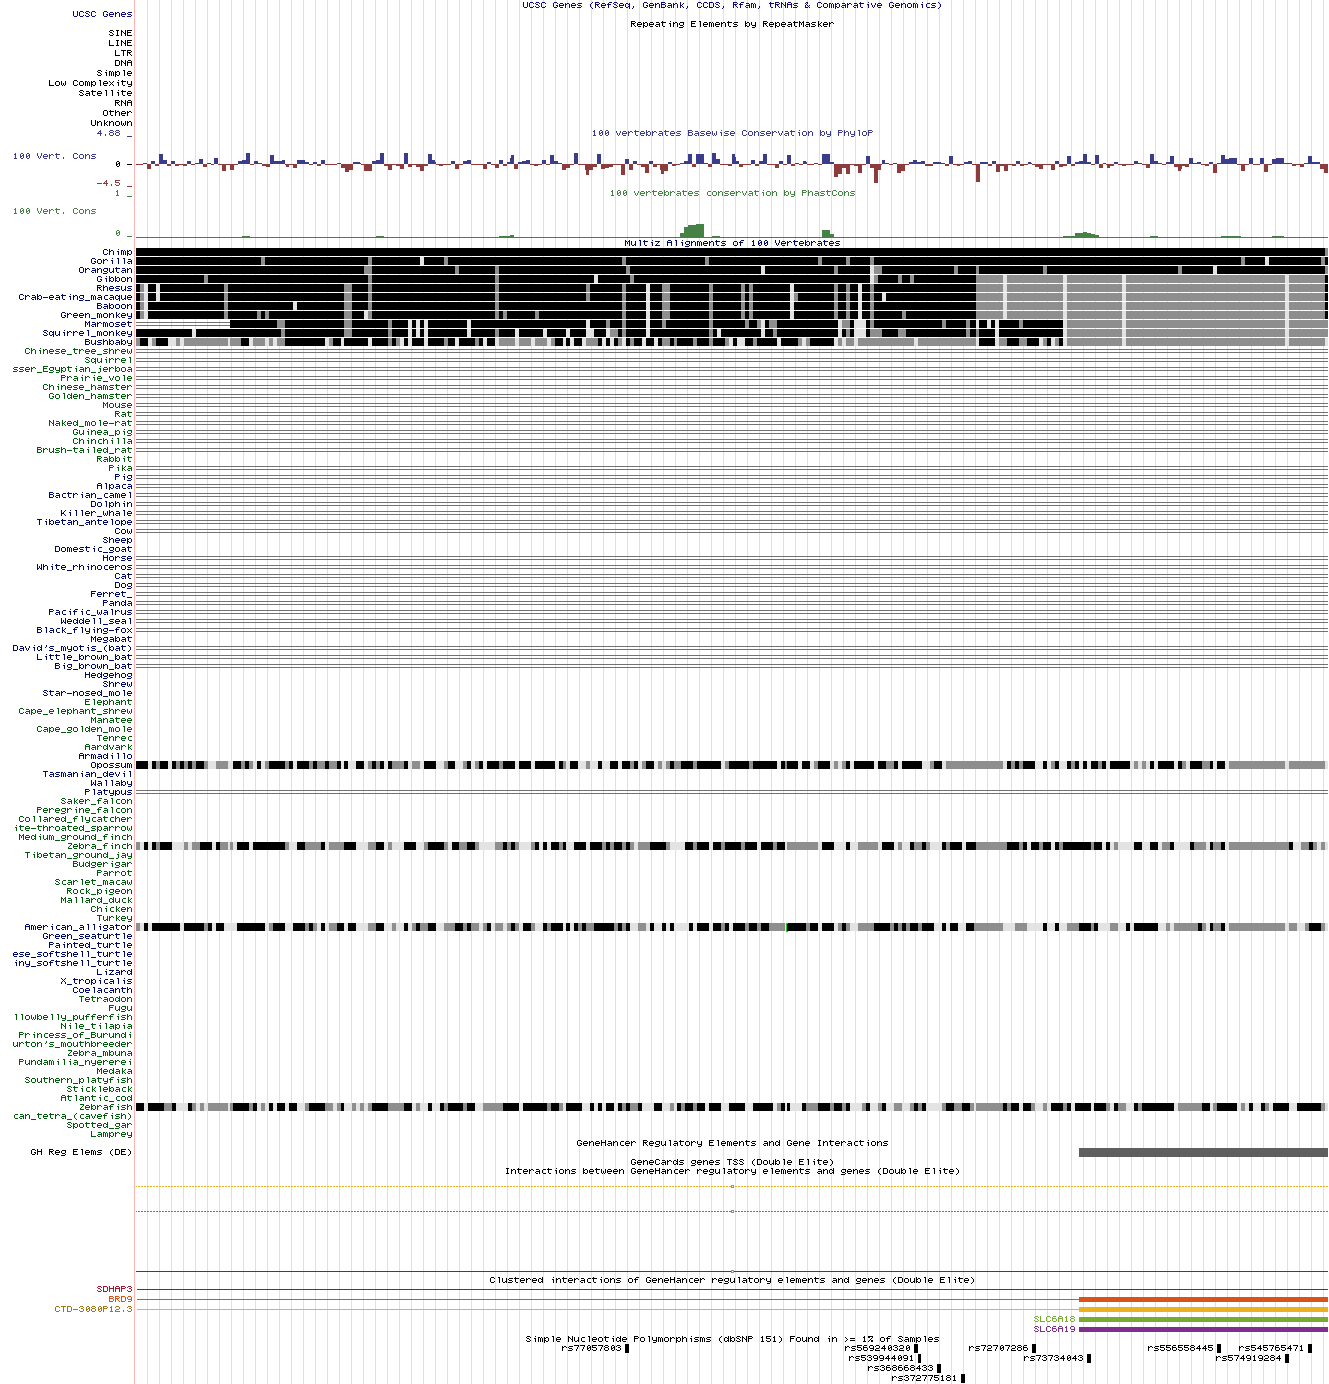 UCSC Genes (RefSeq, GenBank, CCDS, Rfam, tRNAs & Comparative Genomics)
UCSC Genes
Repeating Elements by RepeatMasker
SINE
LINE
LTR
DNA
Simple
Low Complexity
Satellite
RNA
Other
Unknown
100 vertebrates Basewise Conservation by PhyloP
4.88 _
100 Vert. Cons
0 _
-4.5 _
100 vertebrates conservation by PhastCons
1 _
100 Vert. Cons
0 _
Multiz Alignments of 100 Vertebrates
Chimp
Gorilla
Orangutan
Gibbon
Rhesus
Crab-eating_macaque
Baboon
Green_monkey
Marmoset
Squirrel_monkey
Bushbaby
Chinese_tree_shrew
Squirrel
sser_Egyptian_jerboa
Prairie_vole
Chinese_hamster
Golden_hamster
Mouse
Rat
Naked_mole-rat
Guinea_pig
Chinchilla
Brush-tailed_rat
Rabbit
Pika
Pig
Alpaca
Bactrian_camel
Dolphin
Killer_whale
Tibetan_antelope
Cow
Sheep
Domestic_goat
Horse
White_rhinoceros
Cat
Dog
Ferret_
Panda
Pacific_walrus
Weddell_seal
Black_flying-fox
Megabat
David's_myotis_(bat)
Little_brown_bat
Big_brown_bat
Hedgehog
Shrew
Star-nosed_mole
Elephant
Cape_elephant_shrew
Manatee
Cape_golden_mole
Tenrec
Aardvark
Armadillo
Opossum
Tasmanian_devil
Wallaby
Platypus
Saker_falcon
Peregrine_falcon
Collared_flycatcher
ite-throated_sparrow
Medium_ground_finch
Zebra_finch
Tibetan_ground_jay
Budgerigar
Parrot
Scarlet_macaw
Rock_pigeon
Mallard_duck
Chicken
Turkey
American_alligator
Green_seaturtle
Painted_turtle
ese_softshell_turtle
iny_softshell_turtle
Lizard
X_tropicalis
Coelacanth
Tetraodon
Fugu
llowbelly_pufferfish
Nile_tilapia
Princess_of_Burundi
urton's_mouthbreeder
Zebra_mbuna
Pundamilia_nyererei
Medaka
Southern_platyfish
Stickleback
Atlantic_cod
Zebrafish
can_tetra_(cavefish)
Spotted_gar
Lamprey
GeneHancer Regulatory Elements and Gene Interactions
GH Reg Elems (DE)
GeneCards genes TSS (Double Elite)
Interactions between GeneHancer regulatory elements and genes (Double Elite)
Clustered interactions of GeneHancer regulatory elements and genes (Double Elite)
SDHAP3
BRD9
CTD-3080P12.3
SLC6A18
SLC6A19
Simple Nucleotide Polymorphisms (dbSNP 151) Found in >= 1% of Samples
rs77057803 rs569240320 rs72707286 rs556558445 rs545765471
rs539944091 rs73734043 rs574919284
rs368668433
rs372775181